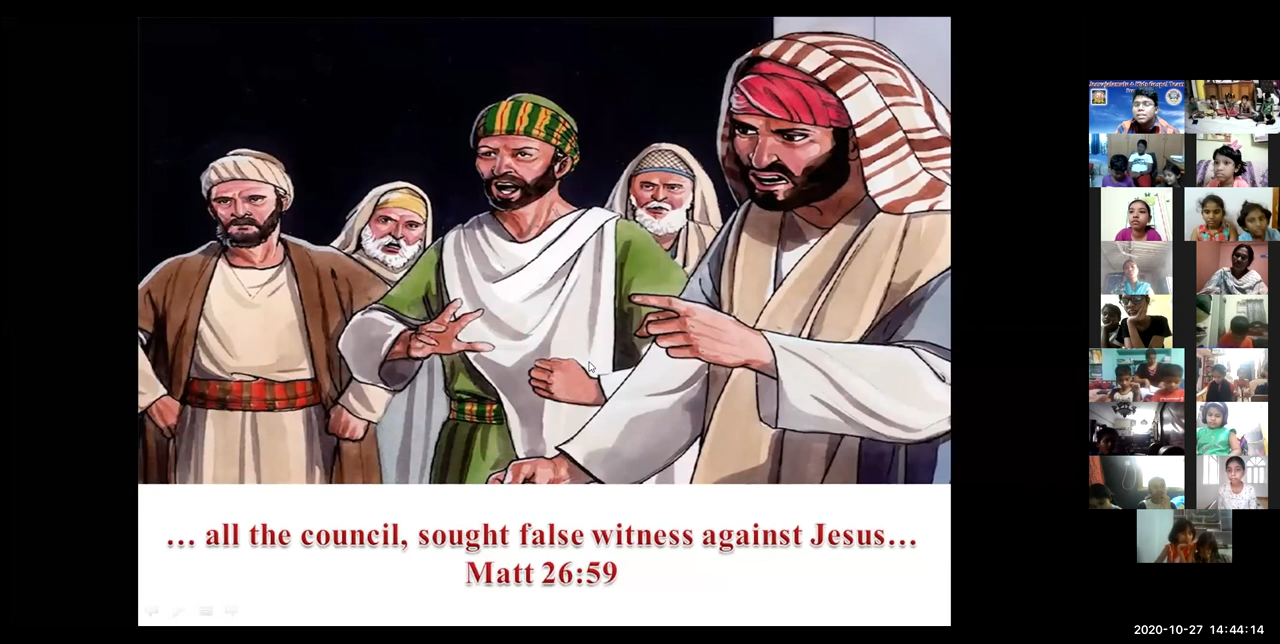 … all the council, sought false witness against Jesus…
Matt 26:59
2020-10-27 14:44:14